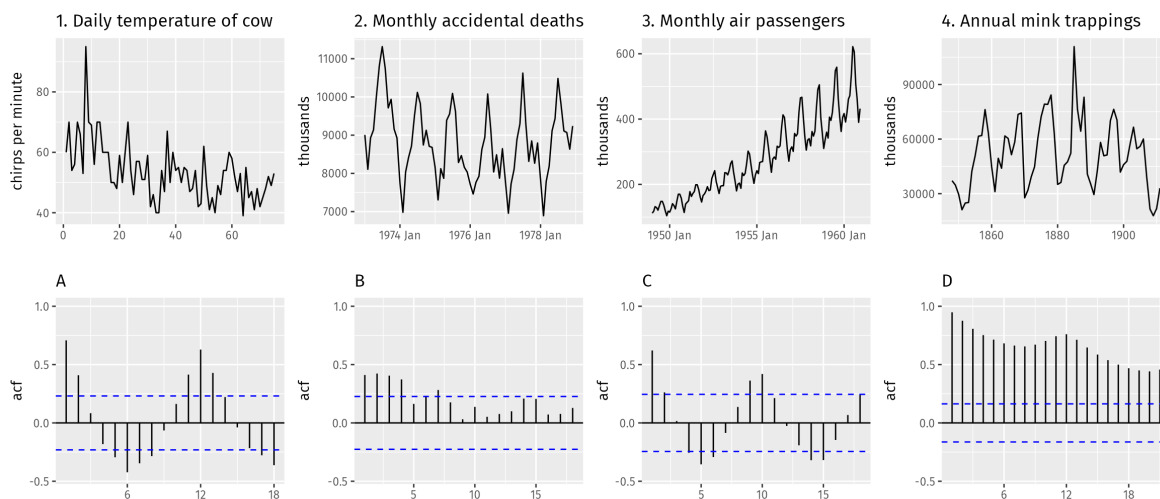 1. Daily temperature of cow
2. Monthly accidental deaths
3. Monthly air passengers
4. Annual mink trappings
chirps per minute
80
60
40
0 20 40 60
thousands
11000
10000
9000
8000
7000
1974 Jan 1976 Jan 1978 Jan
thousands
600
400
200
1950 Jan 1955 Jan 1960 Jan
thousands
90000
60000
30000
1860 1880 1900
A
acf
1.0
0.5
0.0
-0.5
6 12 18
B
acf
1.0
0.5
0.0
-0.5
5 10 15
C
acf
1.0
0.5
0.0
-0.5
5 10 15
D
acf
1.0
0.5
0.0
-0.5
6 12 18